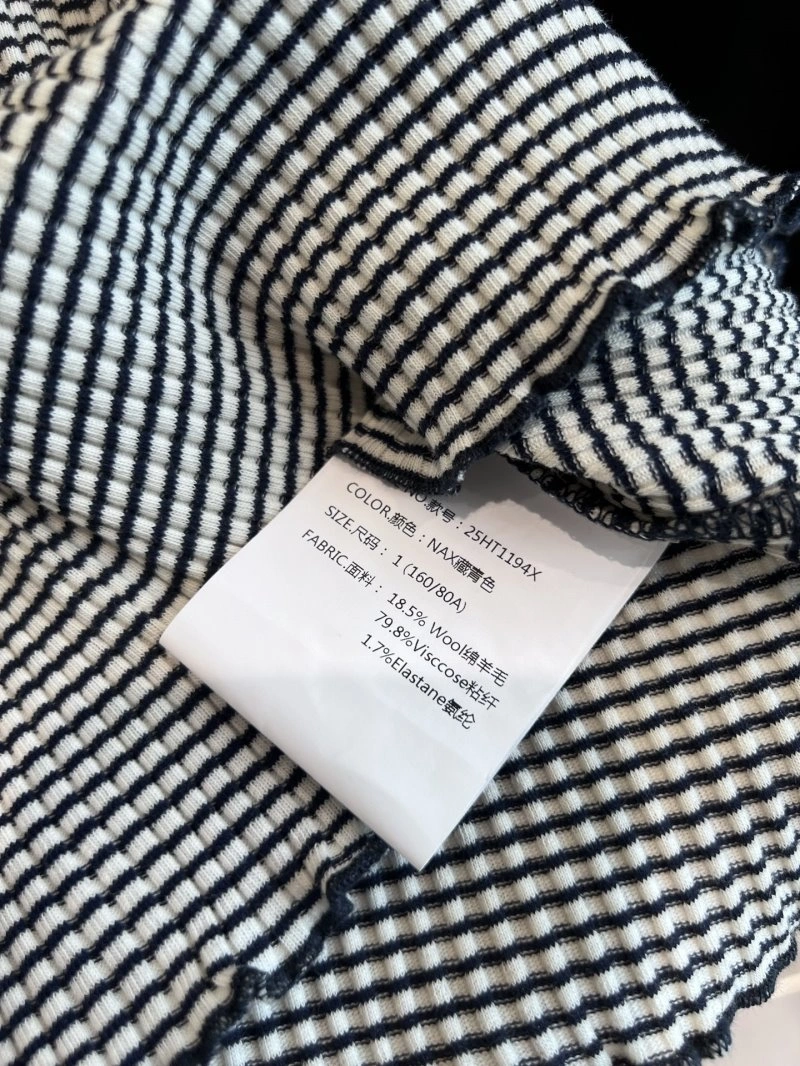 NO.款号：25HT1194X
COLOR.颜色：NAX藏青色
SIZE.尺码：1 (160/80A)
FABRIC.面料： 18.5% Wool绵羊毛
79.8%Visccose粘纤
1.7%Elastane氨纶